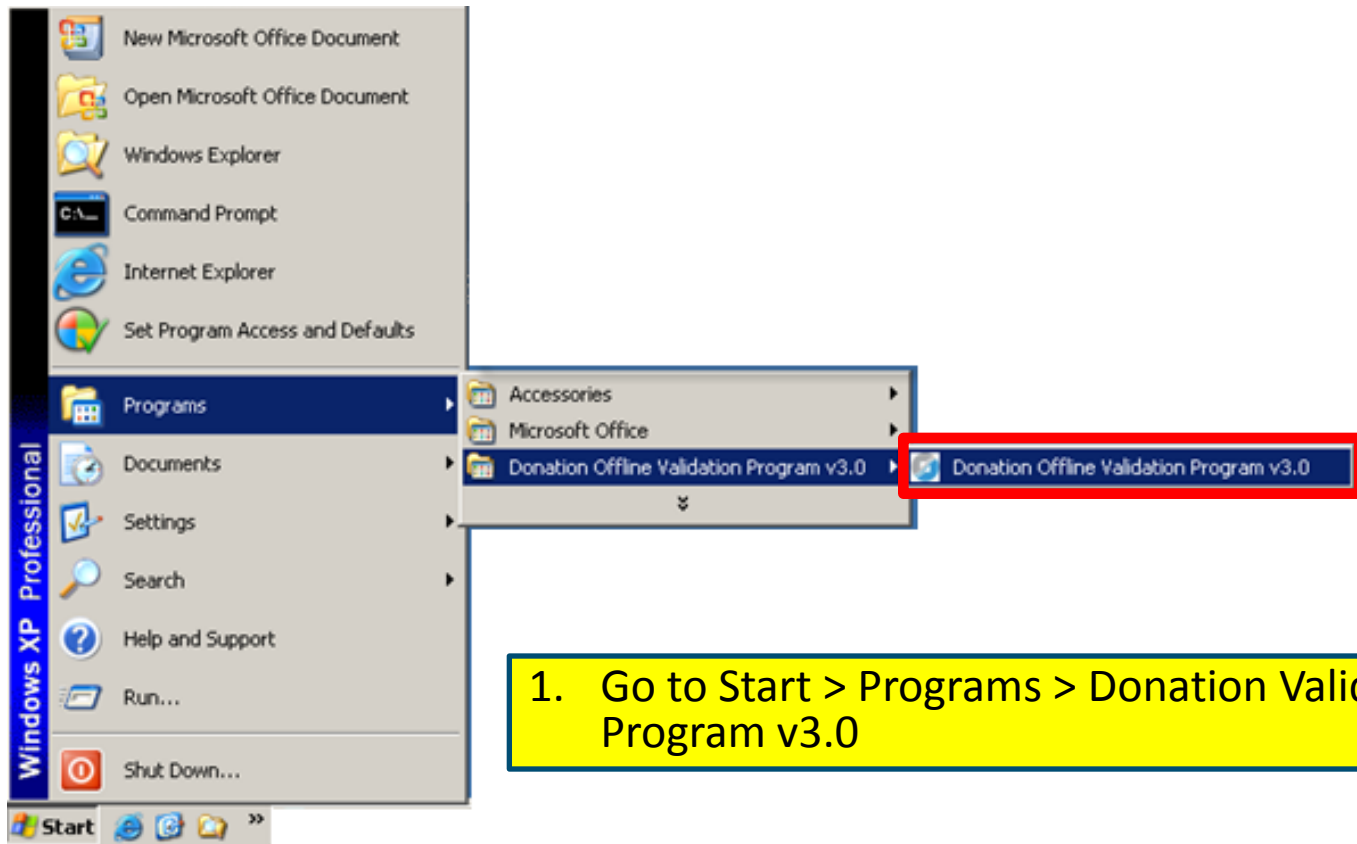 New Microsoft Office Document
Open Microsoft Office Document
Windows Explorer
C:\_
Command Prompt
Internet Explorer
Set Program Access and Defaults
Programs
Documents
Settings
Search
Help and Support
Run...
Shut Down...
Windows XP Professional
Start
»
Accessories
Microsoft Office
Donation Offline Validation Program v3.0
Donation Offline Validation Program v3.0
1. Go to Start > Programs > Donation
Program v3.0